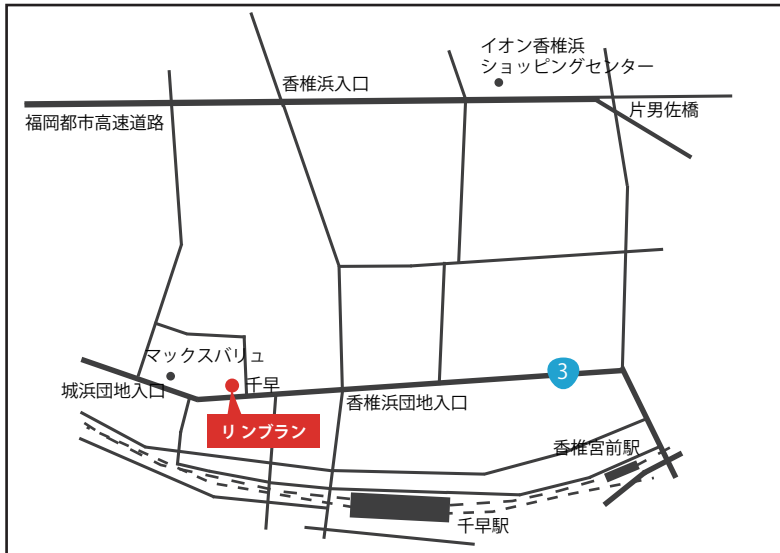 イオン香椎浜
ショッピングセンター
香椎浜入口
片男佐橋
福岡都市高速道路
マックスバリュ
千早
城浜団地入口
3
香椎浜団地入口
リンブラン
香椎宮前駅
千早駅